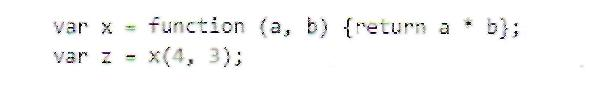 var x = function (a, b) {return a * b};
var z = x(4, 3);